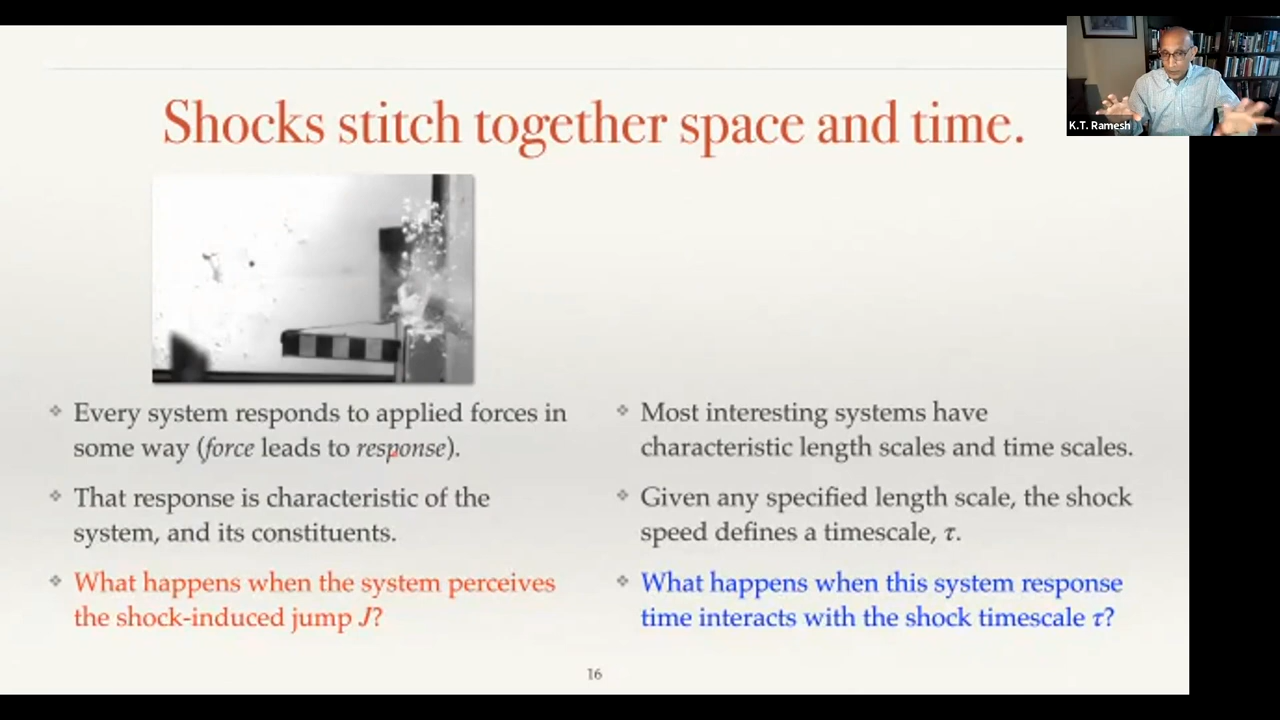 Shocks stitch together space and time.
K.T. Ramesh
❖ Every system responds to applied forces in
some way (force leads to response).
❖ That response is characteristic of the
system, and its constituents.
❖ What happens when the system perceives
the shock-induced jump J?
❖ Most interesting systems have
characteristic length scales and time scales.
❖ Given any specified length scale, the shock
speed defines a timescale, τ.
❖ What happens when this system response
time interacts with the shock timescale τ?
16